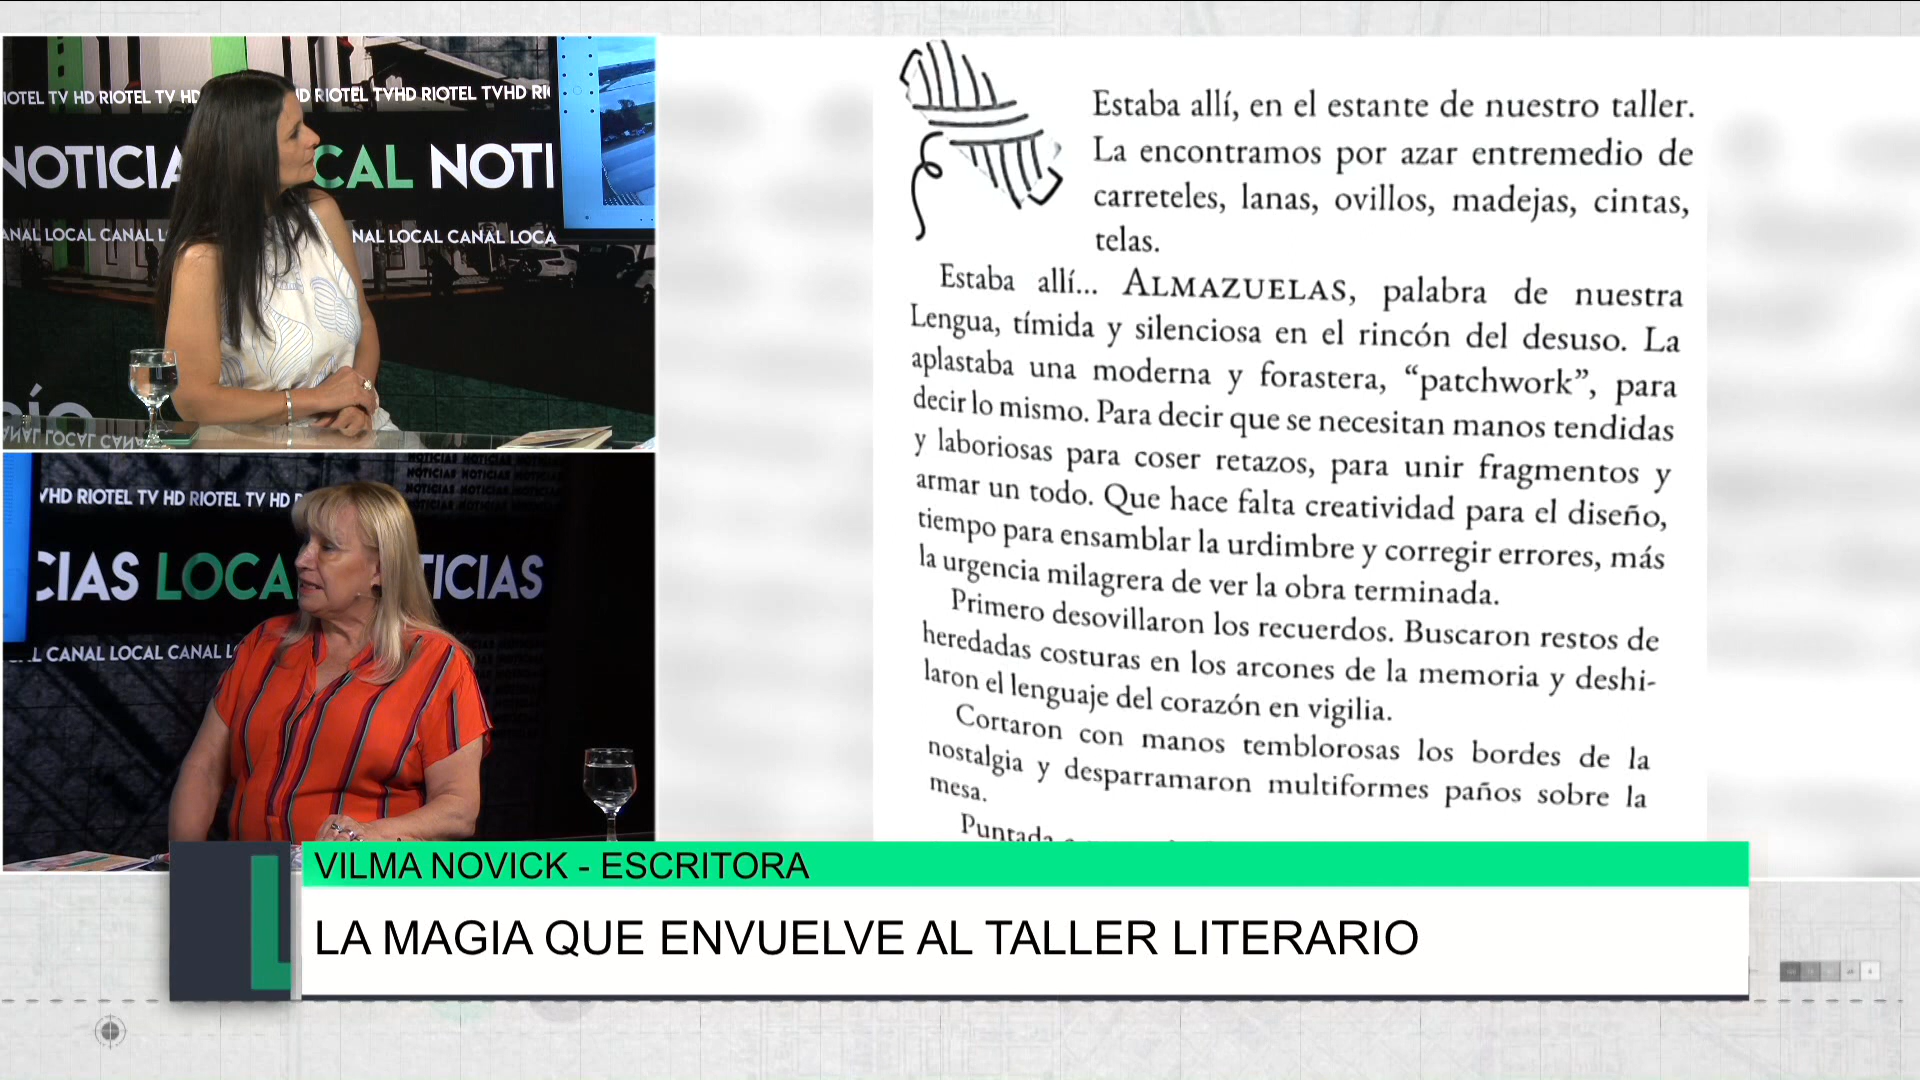 IOTEL TV HD RIOTEL TV HD
D RIOTEL TVHD RIOTEL TVHD RI
NOTICIA
CAL NOTI
ANAL LOCAL CANAL L
NAL LOCAL CANAL LOCA
VHD RIOTEL TV HD RIOTEL TV HD
NOTICIAS NOTICIAS NOTICIAS
CIAS LOCA
TICIAS
AL CANAL LOCAL CANAL L
Estaba allí, en el estante de nuestro taller.
La encontramos por azar entremedio de
carreteles, lanas, ovillos, madejas, cintas,
telas.
Estaba allí... ALMAZUELAS, palabra de nuestra
Lengua, tímida y silenciosa en el rincón del desuso. La
aplastaba una moderna y forastera, “patchwork”, para
decir lo mismo. Para decir que se necesitan manos tendidas
y laboriosas para coser retazos, para unir fragmentos y
armar un todo. Que hace falta creatividad para el diseño,
tiempo para ensamblar la urdimbre y corregir errores, más
la urgencia milagrera de ver la obra terminada.
Primero desovillaron los recuerdos. Buscaron restos de
heredadas costuras en los arcones de la memoria y deshi-
laron el lenguaje del corazón en vigilia.
Cortaron con manos temblorosas los bordes de la
nostalgia y desparramaron multiformes paños sobre la
mesa.
Puntada
VILMA NOVICK - ESCRITORA
LA MAGIA QUE ENVUELVE AL TALLER LITERARIO